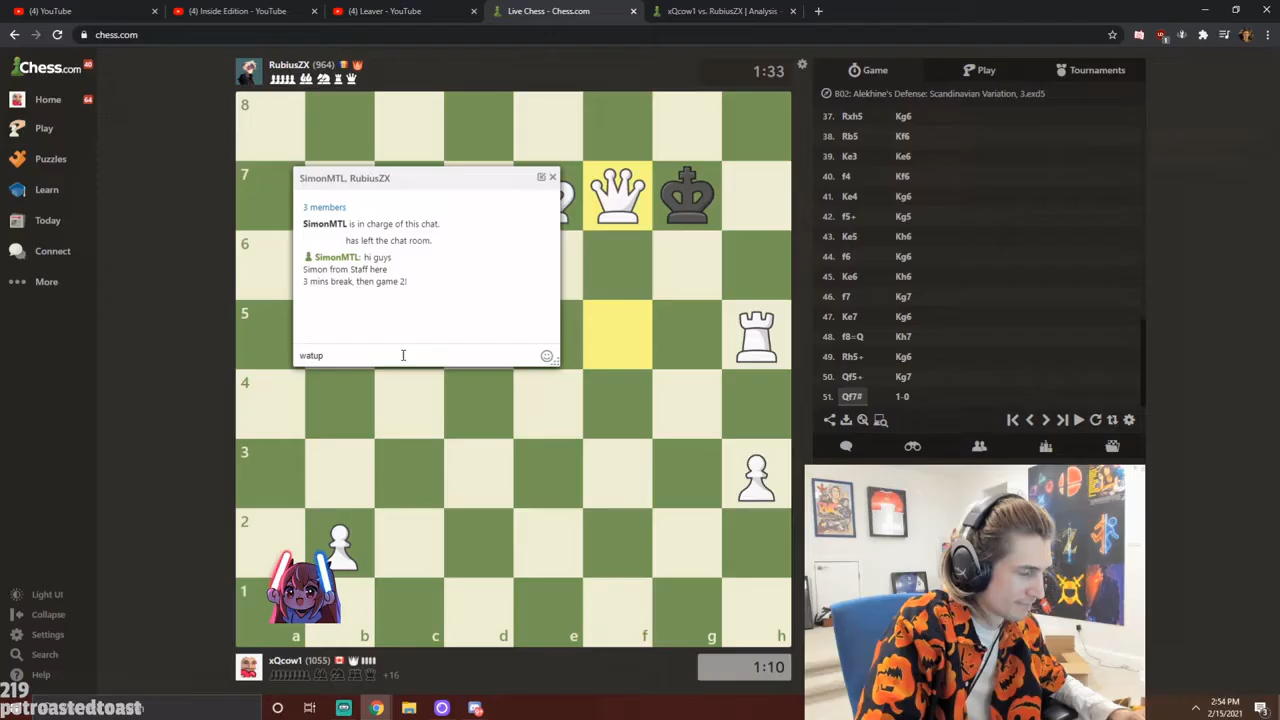 (4) YouTube
(4) Inside Edition - YouTube
(4) Leaver - YouTube
Live Chess - Chess.com
xQcow1 vs. RubiusZX | Analysis
chess.com
Chess.com
40
Home
64
Play
Puzzles
Learn
Today
Connect
More
Light UI
Collapse
Settings
Search
Help
219
petroastedtoast
RubiusZX (964)
1:33
8
7
6
5
4
3
2
1
a
b
c
d
e
f
g
h
SimonMTL, RubiusZX
3 members
SimonMTL is in charge of this chat.
has left the chat room.
SimonMTL: hi guys
Simon from Staff here
3 mins break, then game 2!
watup
xQcow1 (1055)
+16
1:10
Game
Play
Tournaments
B02: Alekhine's Defense: Scandinavian Variation, 3.exd5
37. Rxh5 Kg6
38. Rb5 Kf6
39. Ke3 Ke6
40. f4 Kf6
41. Ke4 Kg6
42. f5+ Kg5
43. Ke5 Kh6
44. f6 Kg6
45. Ke6 Kh6
46. f7 Kg7
47. Ke7 Kg6
48. f8=Q Kh7
49. Rh5+ Kg6
50. Qf5+ Kg7
51. Qf7# 1-0
2:54 PM
2/15/2021
3